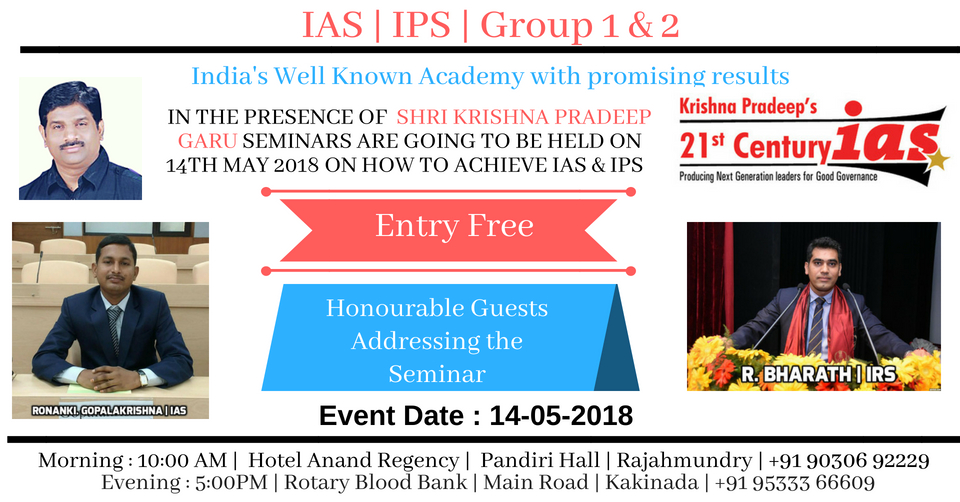 IAS | IPS | Group 1 & 2
India's Well Known Academy with promising results
IN THE PRESENCE OF SHRI KRISHNA PRADEEP
GARU SEMINARS ARE GOING TO BE HELD ON
14TH MAY 2018 ON HOW TO ACHIEVE IAS & IPS
Krishna Pradeep's
21st Century ias
Producing Next Generation leaders for Good Governance
Entry Free
Honourable Guests
Addressing the
Seminar
RONANKI. GOPALAKRISHNA | IAS
R. BHARATH | IRS
Event Date : 14-05-2018
Morning : 10:00 AM | Hotel Anand Regency | Pandiri Hall | Rajahmundry | +91 90306 92229
Evening : 5:00PM | Rotary Blood Bank | Main Road | Kakinada | +91 95333 66609